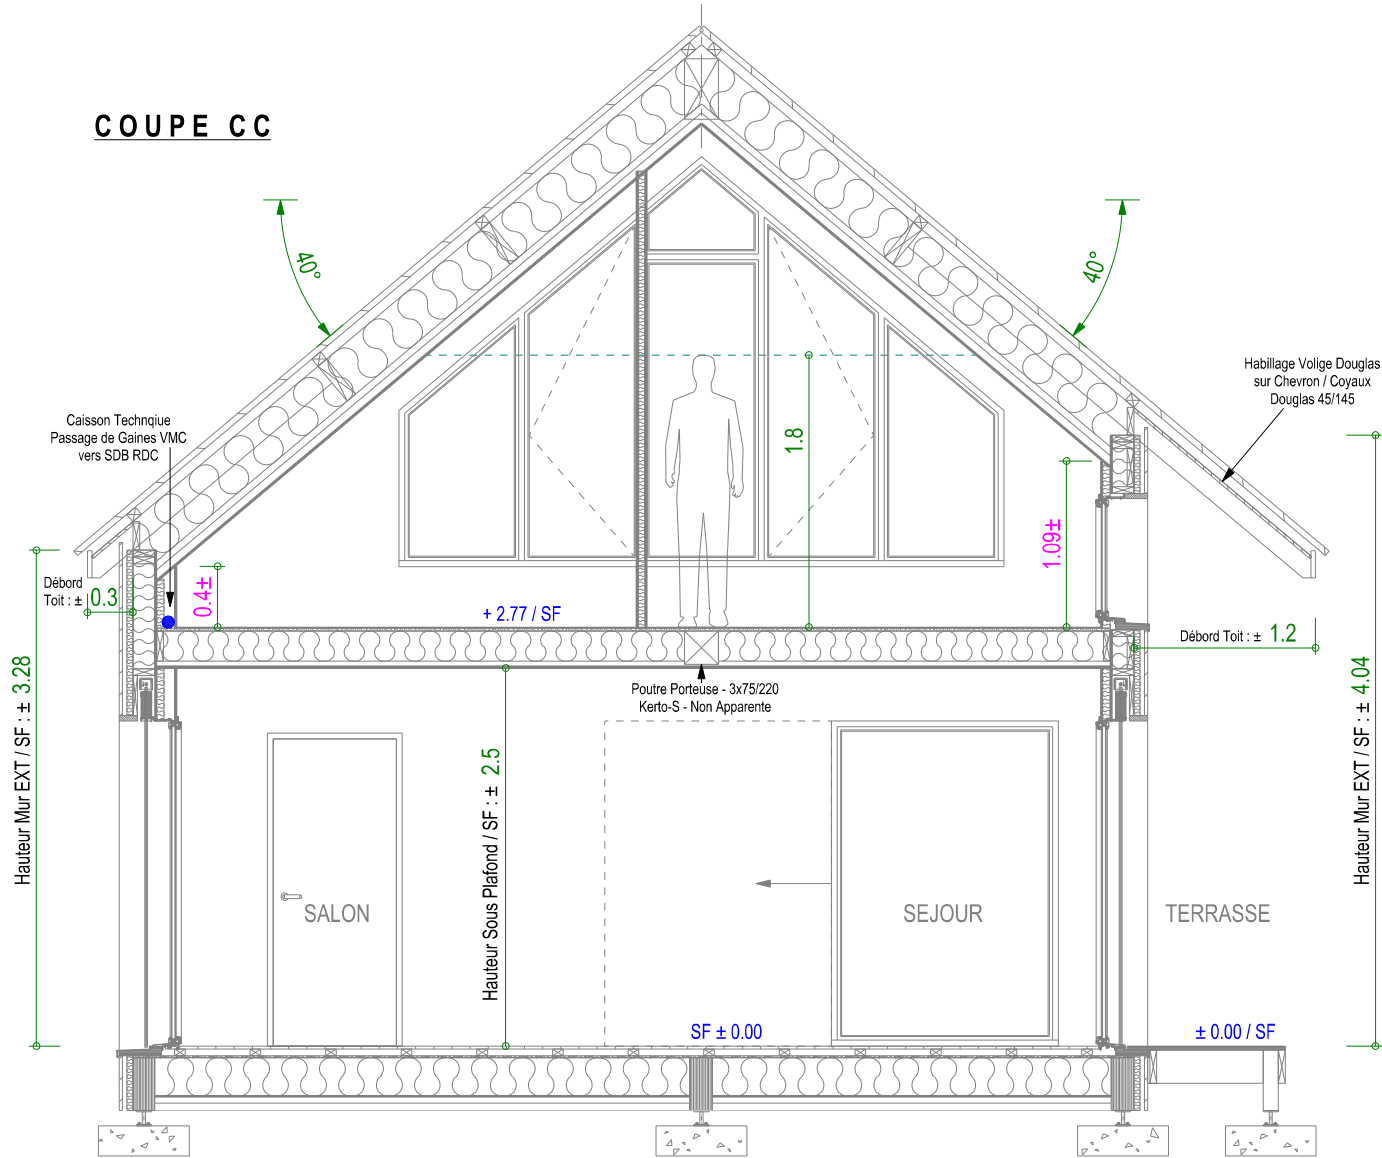 COUPE CC
40°
40°
Habillage Volige Douglas
sur Chevron / Coyaux
Douglas 45/145
Caisson Technqiue
Passage de Gaines VMC
vers SDB RDC
1.8
1.09±
Débord
Toit : ± 0.3
0.4±
+ 2.77 / SF
Débord Toit : ± 1.2
Poutre Porteuse - 3x75/220
Kerto-S - Non Apparente
Hauteur Mur EXT / SF : ± 3.28
Hauteur Sous Plafond / SF : ± 2.5
Hauteur Mur EXT / SF : ± 4.04
SALON
SEJOUR
TERRASSE
SF ± 0.00
± 0.00 / SF